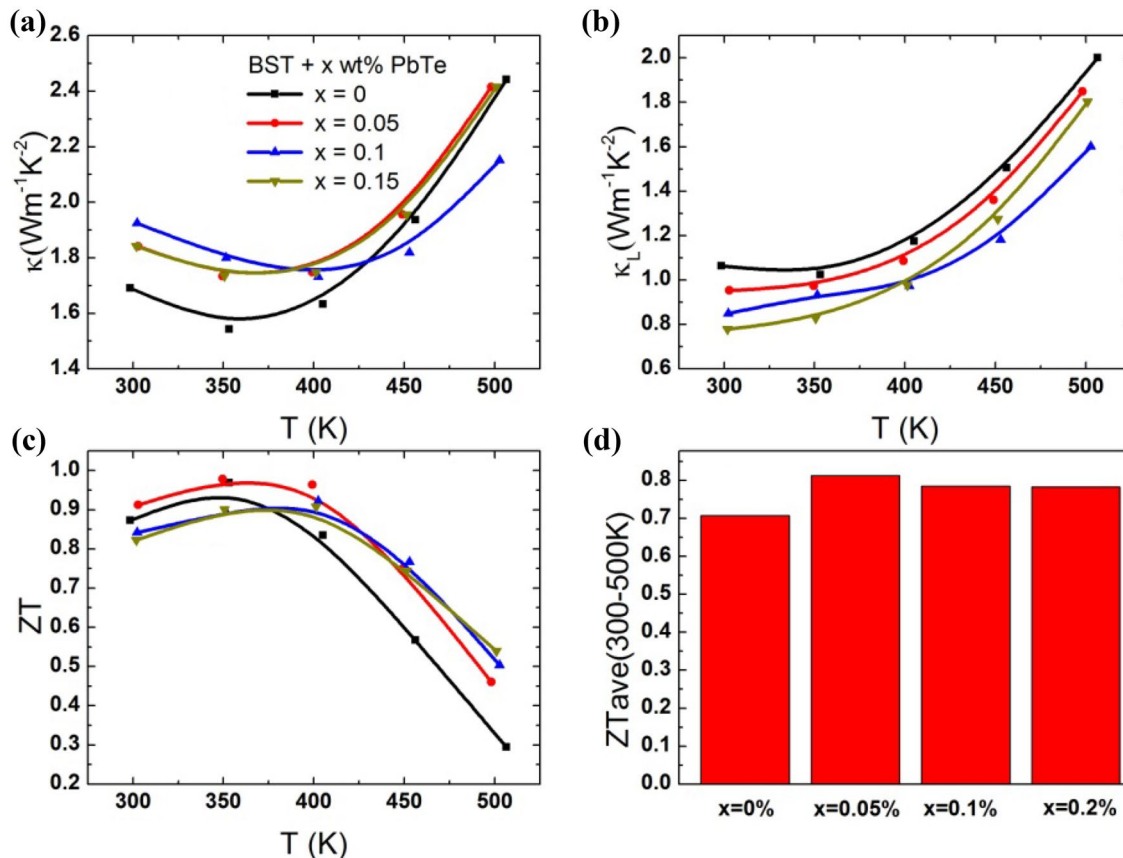 (a)
2.6
2.4
2.2
2.0
1.8
1.6
1.4
κ(Wm⁻¹K⁻²)
BST + x wt% PbTe
x = 0
x = 0.05
x = 0.1
x = 0.15
300 350 400 450 500
T (K)
(b)
2.0
1.8
1.6
1.4
1.2
1.0
0.8
0.6
κL(Wm⁻¹K⁻²)
300 350 400 450 500
T (K)
(c)
1.0
0.9
0.8
0.7
0.6
0.5
0.4
0.3
0.2
ZT
300 350 400 450 500
T (K)
(d)
0.8
0.7
0.6
0.5
0.4
0.3
0.2
0.1
0.0
ZTave(300-500K)
x=0% x=0.05% x=0.1% x=0.2%